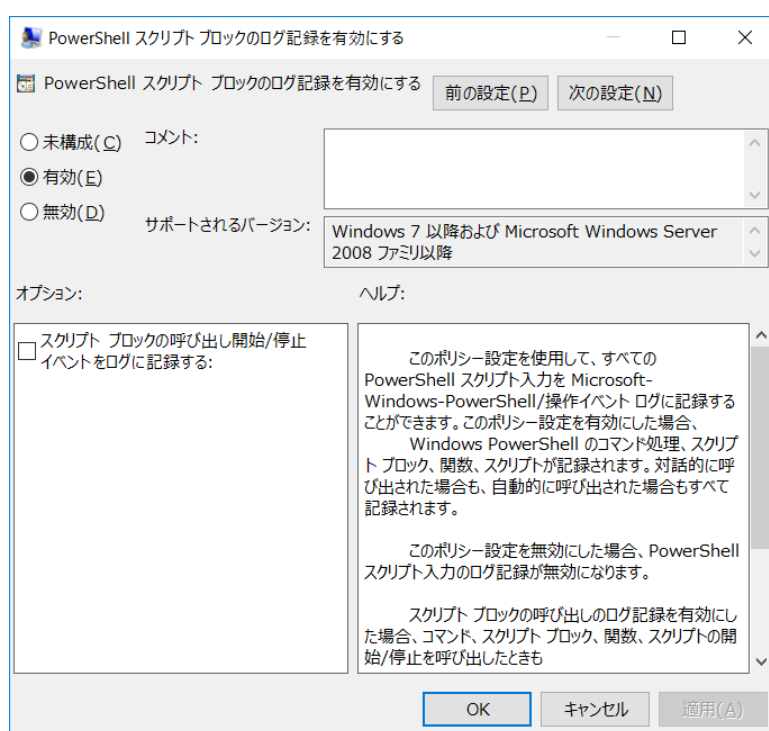 PowerShell スクリプト ブロックのログ記録を有効にする
PowerShell スクリプト ブロックのログ記録を有効にする
前の設定(P)
次の設定(N)
未構成(C)
コメント:
有効(E)
無効(D)
サポートされるバージョン:
Windows 7 以降および Microsoft Windows Server
2008 ファミリ以降
オプション:
ヘルプ:
スクリプト ブロックの呼び出し開始/停止
イベントをログに記録する:
このポリシー設定を使用して、すべての
PowerShell スクリプト入力を Microsoft-
Windows-PowerShell/操作イベント ログに記録する
ことができます。このポリシー設定を有効にした場合、
Windows PowerShell のコマンド処理、スクリプ
ト ブロック、関数、スクリプトが記録されます。対話的に呼
び出された場合も、自動的に呼び出された場合もすべて
記録されます。
このポリシー設定を無効にした場合、PowerShell
スクリプト入力のログ記録が無効になります。
スクリプト ブロックの呼び出しのログ記録を有効にし
た場合、コマンド、スクリプト ブロック、関数、スクリプトの開
始/停止を呼び出したときも
OK
キャンセル
適用(A)